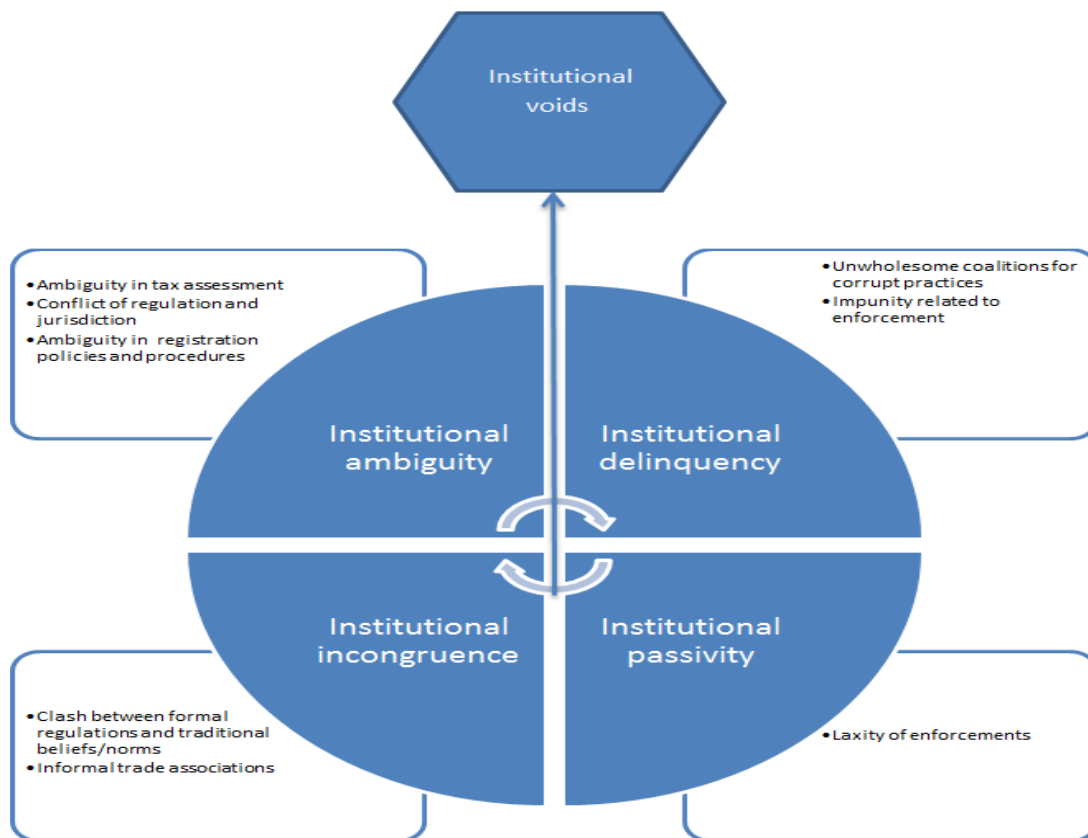 Institutional
voids
•Ambiguity in tax assessment
•Conflict of regulation and
jurisdiction
•Ambiguity in registration
policies and procedures
•Unwholesome coalitions for
corrupt practices
•Impunity related to
enforcement
Institutional
ambiguity
Institutional
delinquency
Institutional
incongruence
Institutional
passivity
•Clash between formal
regulations and traditional
beliefs/norms
•Informal trade associations
•Laxity of enforcements